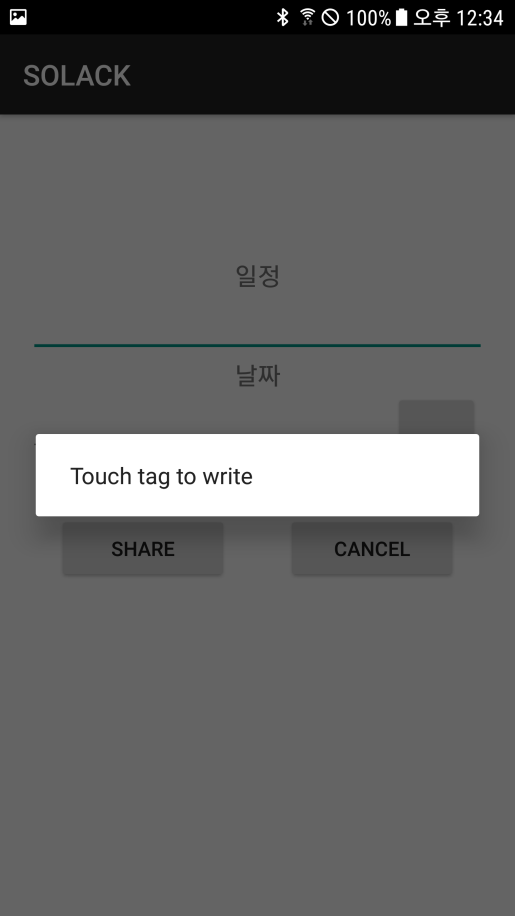 100% 오후 12:34
SOLACK
일정
날짜
Touch tag to write
SHARE CANCEL